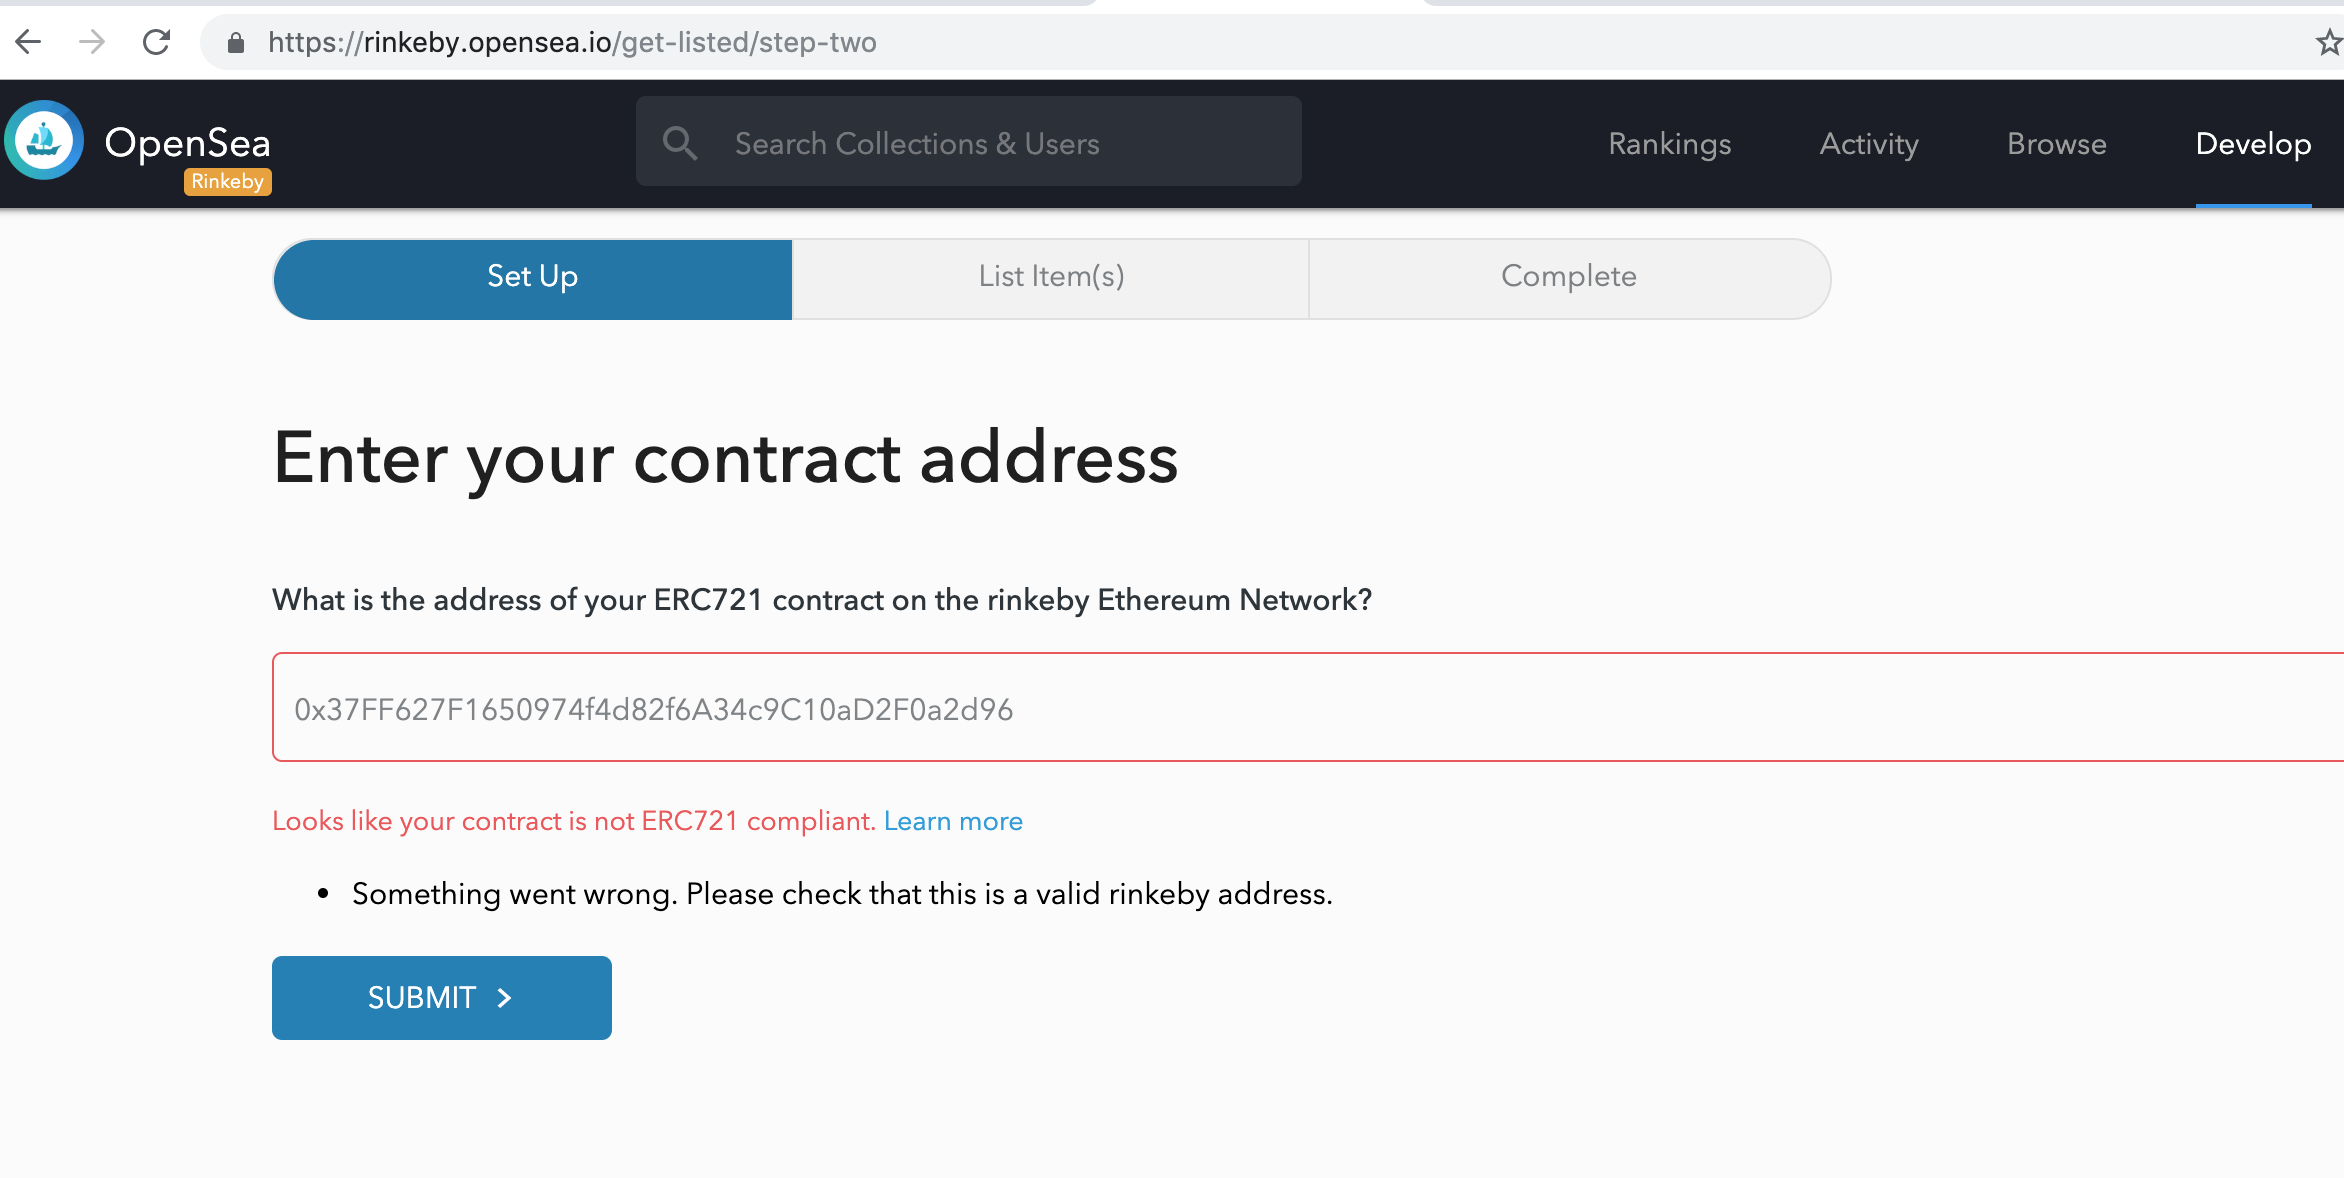 https://rinkeby.opensea.io/get-listed/step-two
OpenSea
Rinkeby
Search Collections & Users
Rankings
Activity
Browse
Develop
Set Up
List Item(s)
Complete
Enter your contract address
What is the address of your ERC721 contract on the rinkeby Ethereum Network?
0x37FF627F1650974f4d82f6A34c9C10aD2F0a2d96
Looks like your contract is not ERC721 compliant. Learn more
• Something went wrong. Please check that this is a valid rinkeby address.
SUBMIT >